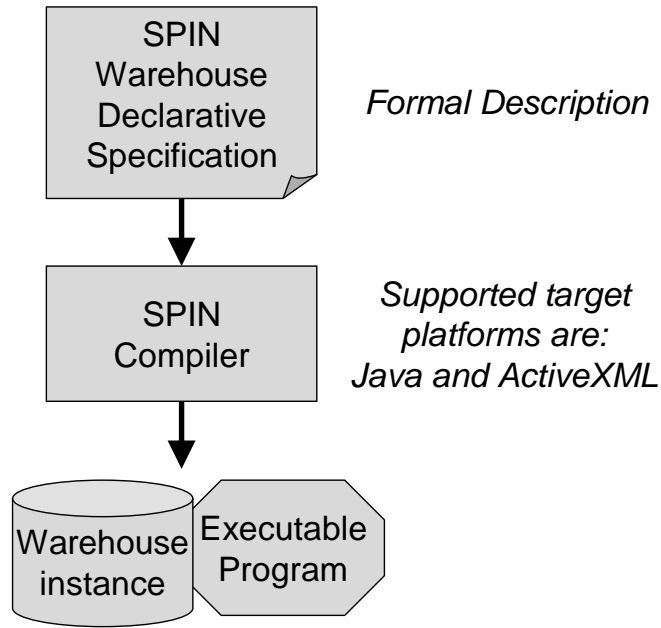 SPIN
Warehouse
Declarative
Specification
Formal Description
SPIN
Compiler
Supported target
platforms are:
Java and ActiveXML
Warehouse
instance
Executable
Program